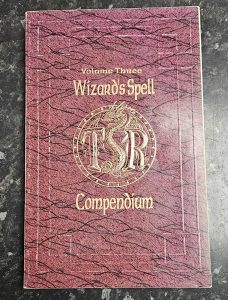 Volume Three
Wizard's Spell
TSR
Compendium